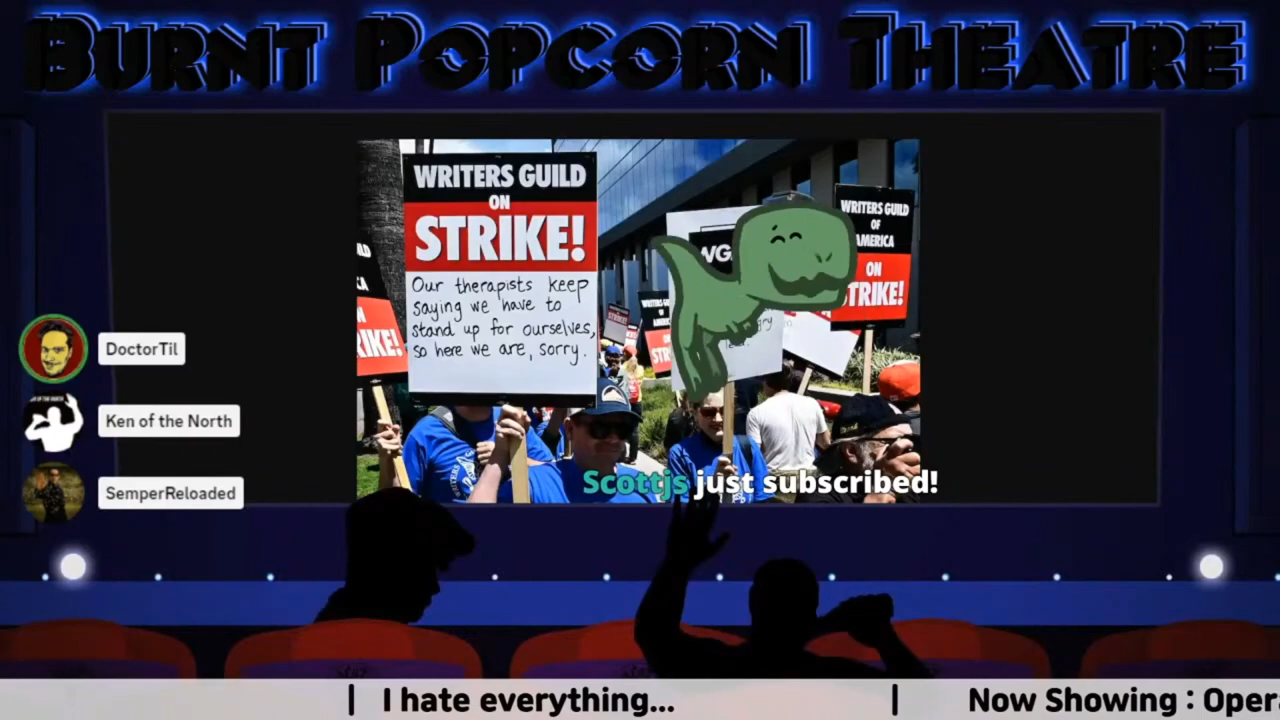 BURNT POPCORN THEATRE
WRITERS GUILD
ON
STRIKE!
Our therapists keep
saying we have to
stand up for ourselves,
so here we are, sorry.
WG
WRITERS GUILD
OF
AMERICA
ON
STRIKE!
IKE!
DoctorTil
Ken of the North
SemperReloaded
Scottjs just subscribed!
| I hate everything... | Now Showing : Oper